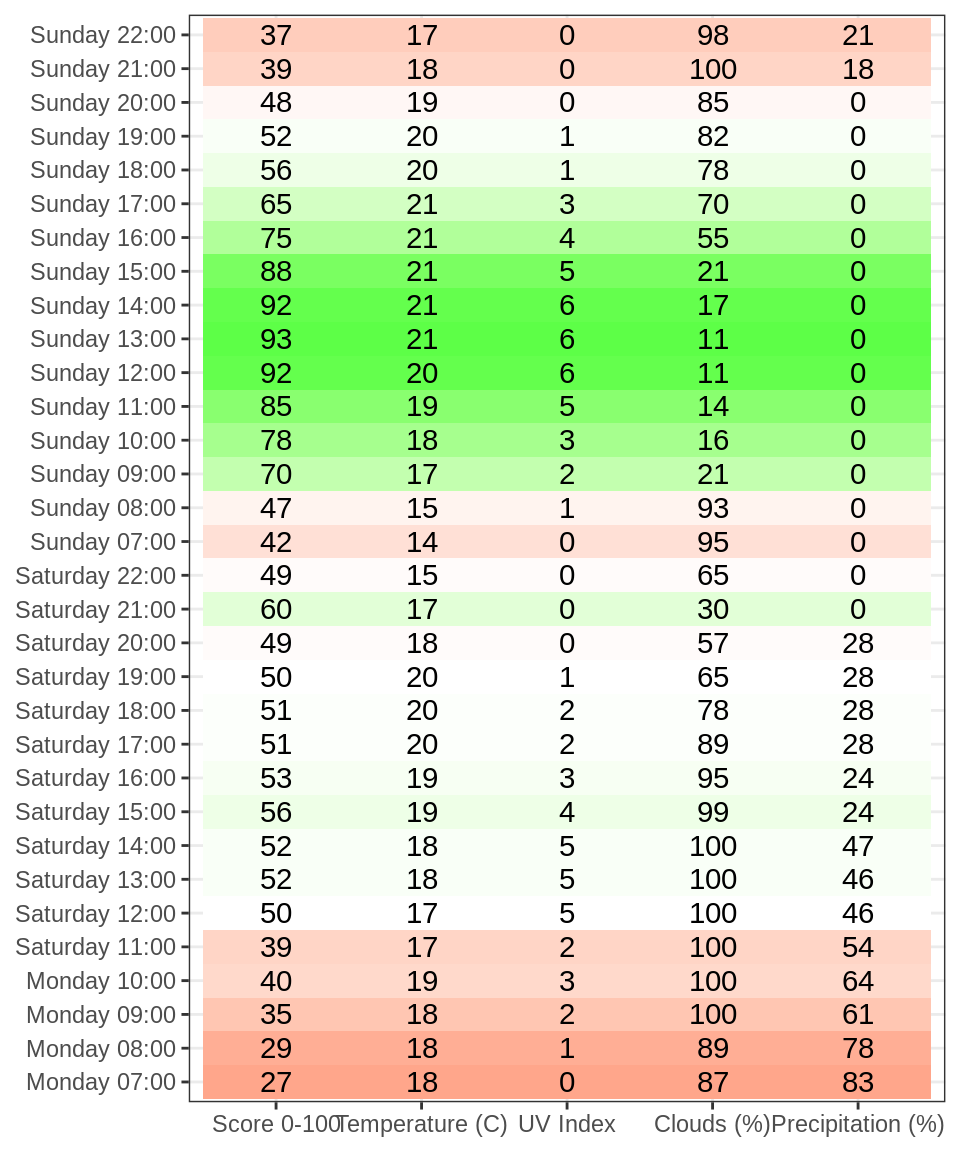 Sunday 22:00 37 17 0 98 21
Sunday 21:00 39 18 0 100 18
Sunday 20:00 48 19 0 85 0
Sunday 19:00 52 20 1 82 0
Sunday 18:00 56 20 1 78 0
Sunday 17:00 65 21 3 70 0
Sunday 16:00 75 21 4 55 0
Sunday 15:00 88 21 5 21 0
Sunday 14:00 92 21 6 17 0
Sunday 13:00 93 21 6 11 0
Sunday 12:00 92 20 6 11 0
Sunday 11:00 85 19 5 14 0
Sunday 10:00 78 18 3 16 0
Sunday 09:00 70 17 2 21 0
Sunday 08:00 47 15 1 93 0
Sunday 07:00 42 14 0 95 0
Saturday 22:00 49 15 0 65 0
Saturday 21:00 60 17 0 30 0
Saturday 20:00 49 18 0 57 28
Saturday 19:00 50 20 1 65 28
Saturday 18:00 51 20 2 78 28
Saturday 17:00 51 20 2 89 28
Saturday 16:00 53 19 3 95 24
Saturday 15:00 56 19 4 99 24
Saturday 14:00 52 18 5 100 47
Saturday 13:00 52 18 5 100 46
Saturday 12:00 50 17 5 100 46
Saturday 11:00 39 17 2 100 54
Monday 10:00 40 19 3 100 64
Monday 09:00 35 18 2 100 61
Monday 08:00 29 18 1 89 78
Monday 07:00 27 18 0 87 83
Score 0-100 Temperature (C) UV Index Clouds (%) Precipitation (%)